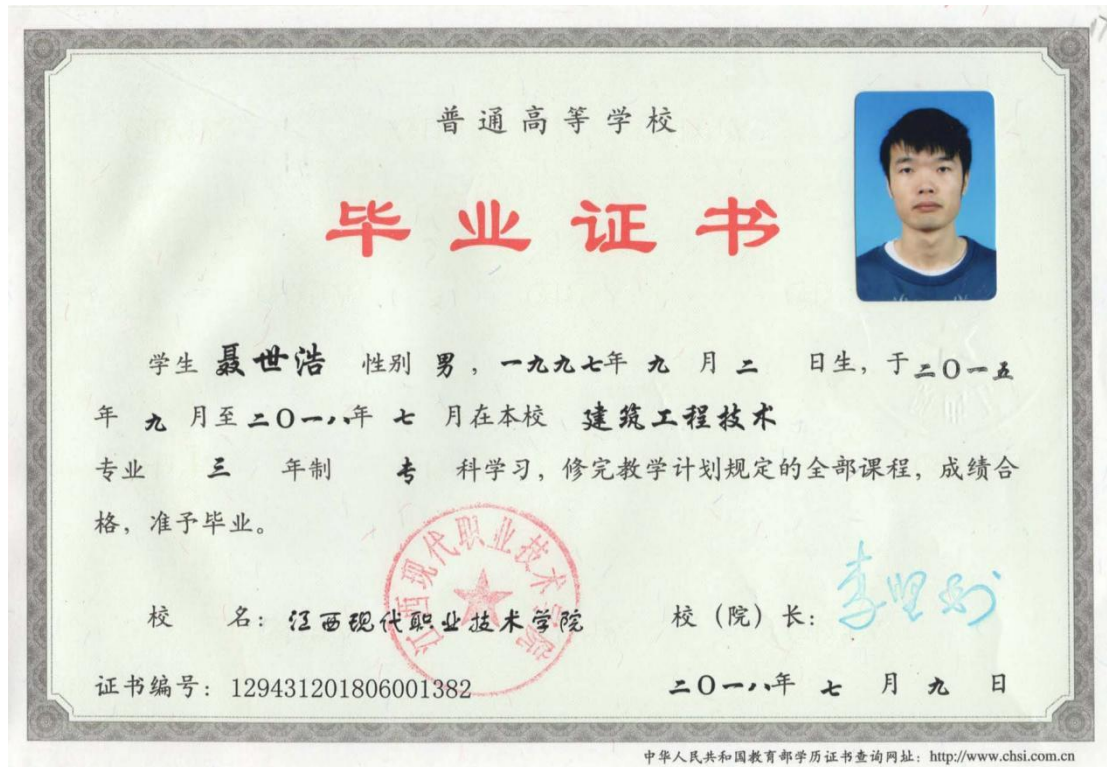 普通高等学校
毕业证书
学生 聂世浩 性别 男，一九九七年 九 月 二 日生，于二〇一五
年 九 月至二〇一八年 七 月在本校 建筑工程技术
专业 三 年制 专 科学习，修完教学计划规定的全部课程，成绩合
格，准予毕业。
江西现代职业技术学院
校 名：江西现代职业技术学院 校（院）长：
证书编号：129431201806001382 二〇一八年 七 月 九 日
中华人民共和国教育部学历证书查询网址：http://www.chsi.com.cn